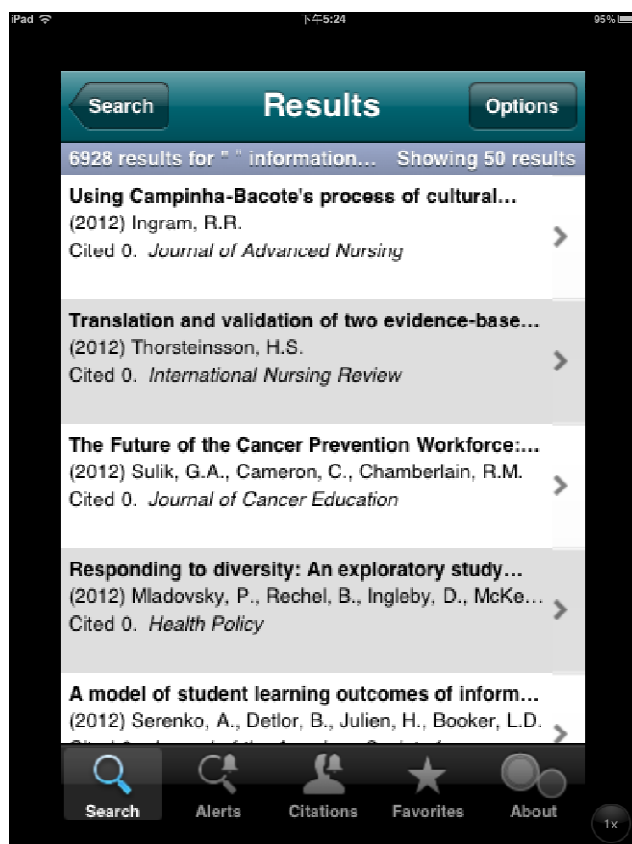 iPad 下午5:24 95%
Search Results Options
6928 results for " " information... Showing 50 results
Using Campinha-Bacote's process of cultural...
(2012) Ingram, R.R.
Cited 0. Journal of Advanced Nursing
Translation and validation of two evidence-base...
(2012) Thorsteinsson, H.S.
Cited 0. International Nursing Review
The Future of the Cancer Prevention Workforce:...
(2012) Sulik, G.A., Cameron, C., Chamberlain, R.M.
Cited 0. Journal of Cancer Education
Responding to diversity: An exploratory study...
(2012) Mladovsky, P., Rechel, B., Ingleby, D., McKe...
Cited 0. Health Policy
A model of student learning outcomes of inform...
(2012) Serenko, A., Detlor, B., Julien, H., Booker, L.D.
Search Alerts Citations Favorites About
1x